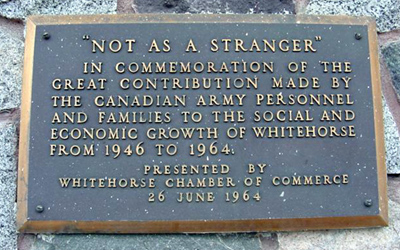 "NOT AS A STRANGER"
IN COMMEMORATION OF THE
GREAT CONTRIBUTION MADE BY
THE CANADIAN ARMY PERSONNEL
AND FAMILIES TO THE SOCIAL AND
ECONOMIC GROWTH OF WHITEHORSE
FROM 1946 TO 1964.
PRESENTED BY
WHITEHORSE CHAMBER OF COMMERCE
26 JUNE 1964